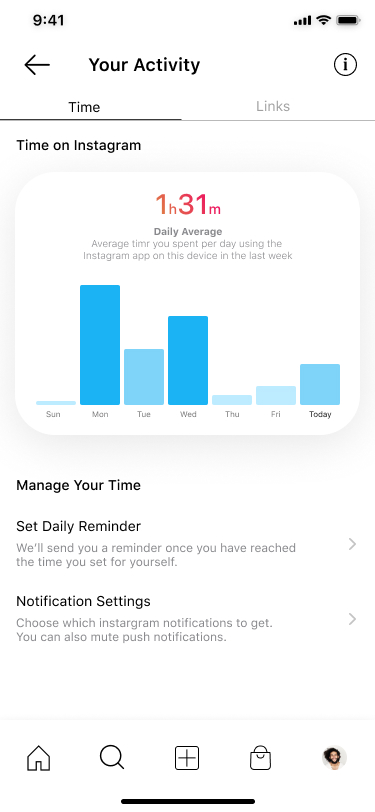 9:41
Your Activity
Time
Links
Time on Instagram
1h31m
Daily Average
Average timr you spent per day using the
Instagram app on this device in the last week
Sun Mon Tue Wed Thu Fri Today
Manage Your Time
Set Daily Reminder
We’ll send you a reminder once you have reached
the time you set for yourself.
Notification Settings
Choose which instargram notifications to get.
You can also mute push notifications.